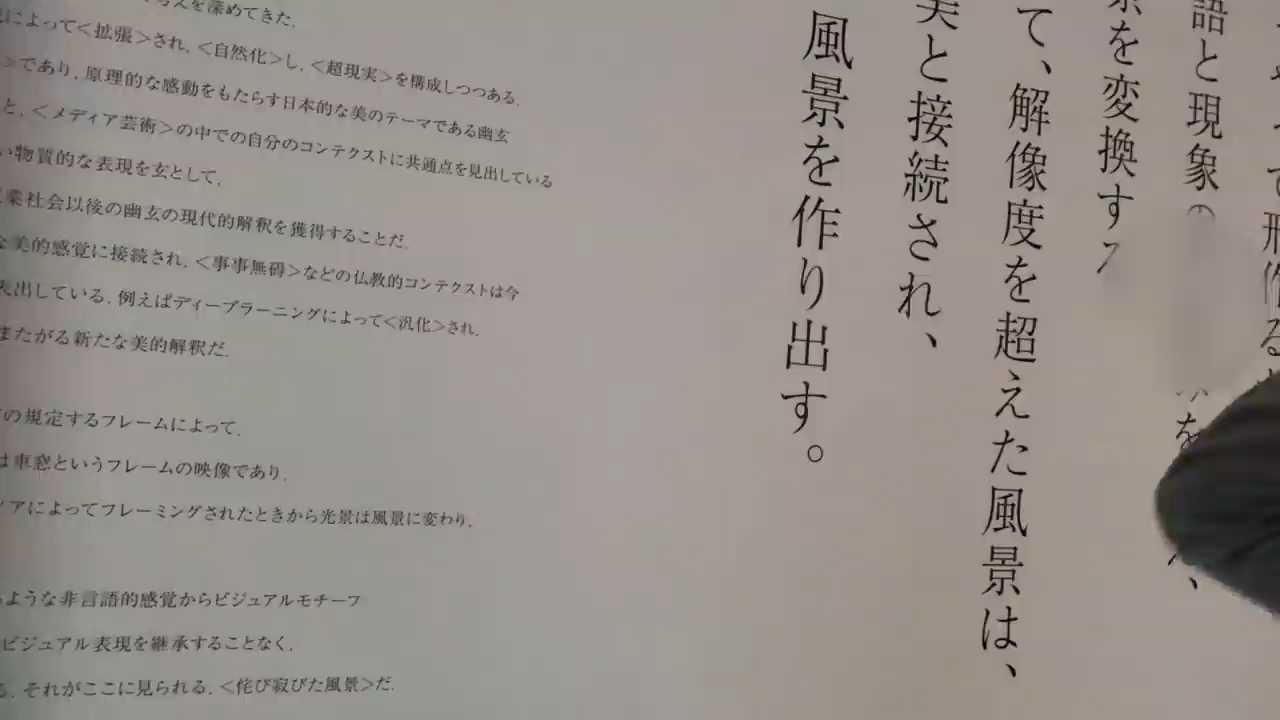 語と現象
を変換す
て、解像度を超えた風景は、
と接続され、
風景を作り出す。
考えを深めてきた.
によって<拡張>され, <自然化>し, <超現実>を構成しつつある.
>であり, 原理的な感動をもたらす日本的な美のテーマである幽玄
と, <メディア芸術>の中での自分のコンテクストに共通点を見出している
い物質的な表現を玄として,
業社会以後の幽玄の現代的解釈を獲得することだ.
な美的感覚に接続され, <事事無碍>などの仏教的コンテクストは今
出している. 例えばディープラーニングによって<汎化>され,
またがる新たな美的解釈だ.
の規定するフレームによって,
は車窓というフレームの映像であり,
ィアによってフレーミングされたときから光景は風景に変わり,
ような非言語的感覚からビジュアルモチーフ
ビジュアル表現を継承することなく,
る. それがここに見られる, <侘び寂びた風景>だ.